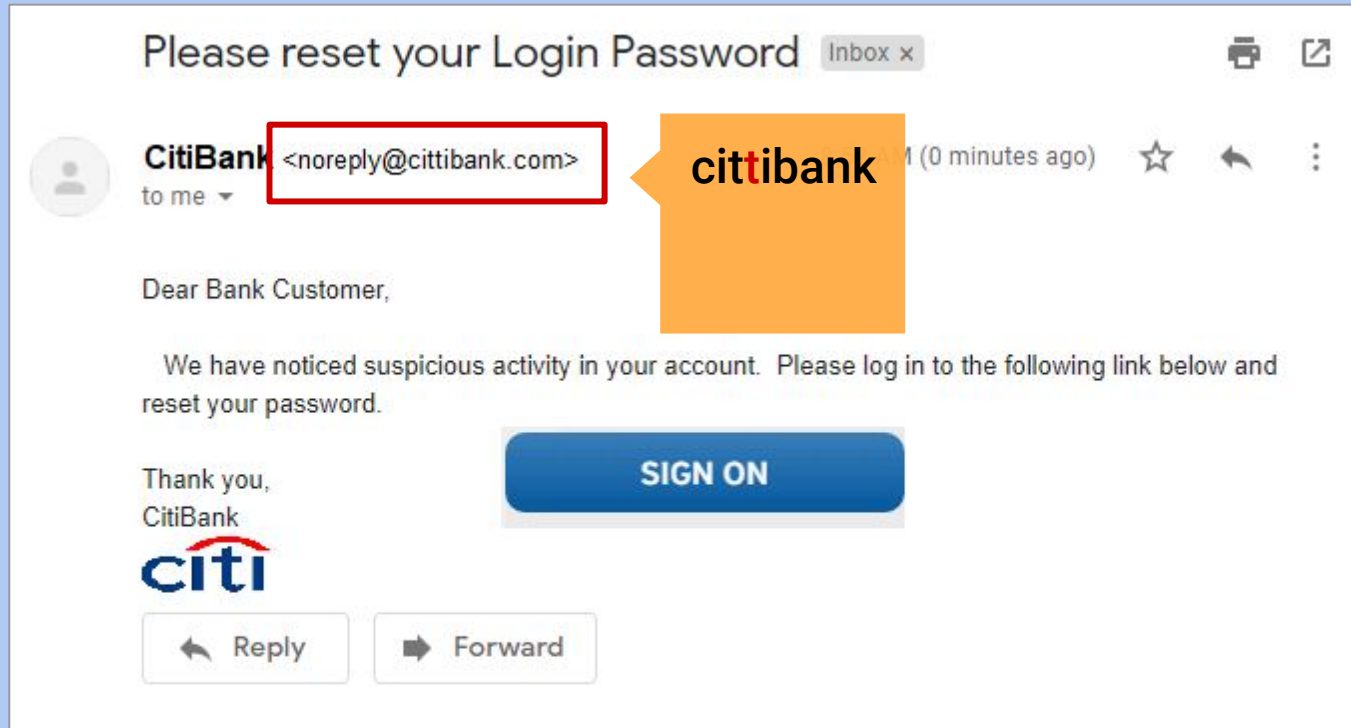 Please reset your Login Password Inbox x
CitiBank <noreply@cittibank.com>
cittibank
(0 minutes ago)
to me
Dear Bank Customer,
We have noticed suspicious activity in your account. Please log in to the following link below and
reset your password.
SIGN ON
Thank you,
CitiBank
citi
Reply
Forward